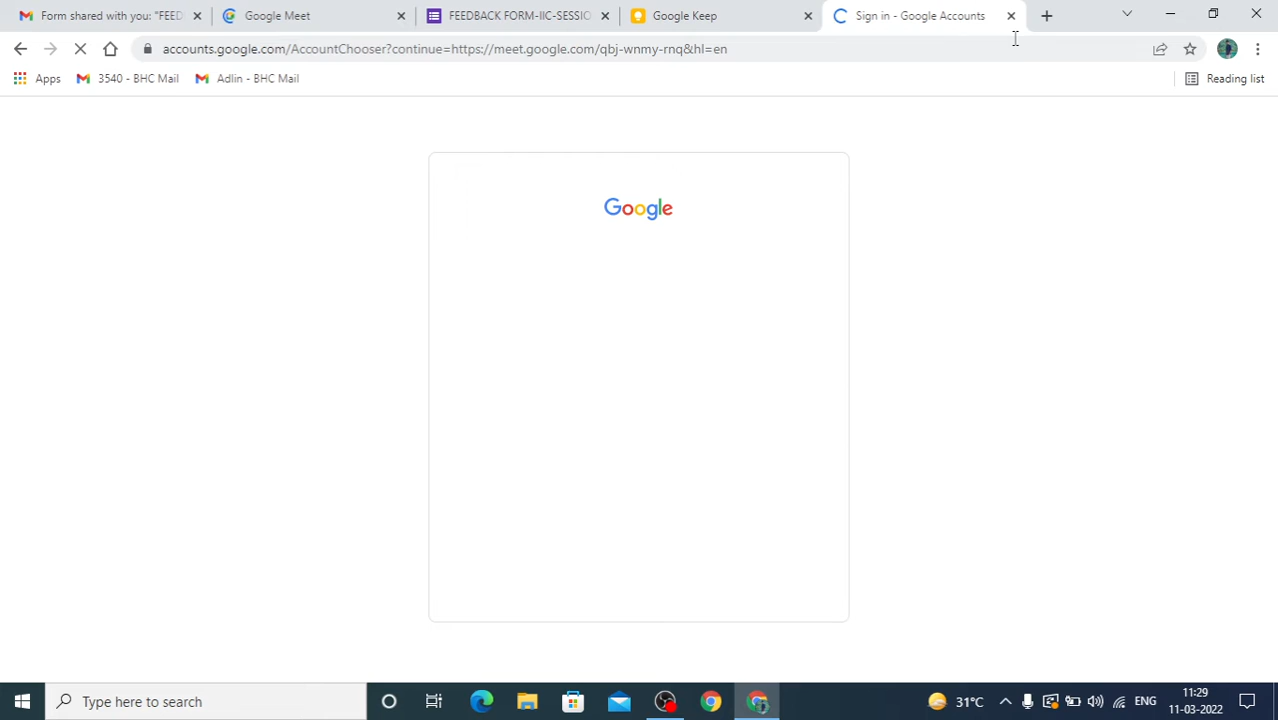 Form shared with you: "FEED
Google Meet
FEEDBACK FORM-IIC-SESSIO
Google Keep
Sign in - Google Accounts
accounts.google.com/AccountChooser?continue=https://meet.google.com/qbj-wnmy-rnq&hl=en
Apps
3540 - BHC Mail
Adlin - BHC Mail
Reading list
Google
Type here to search
31°C
ENG
11:29
11-03-2022